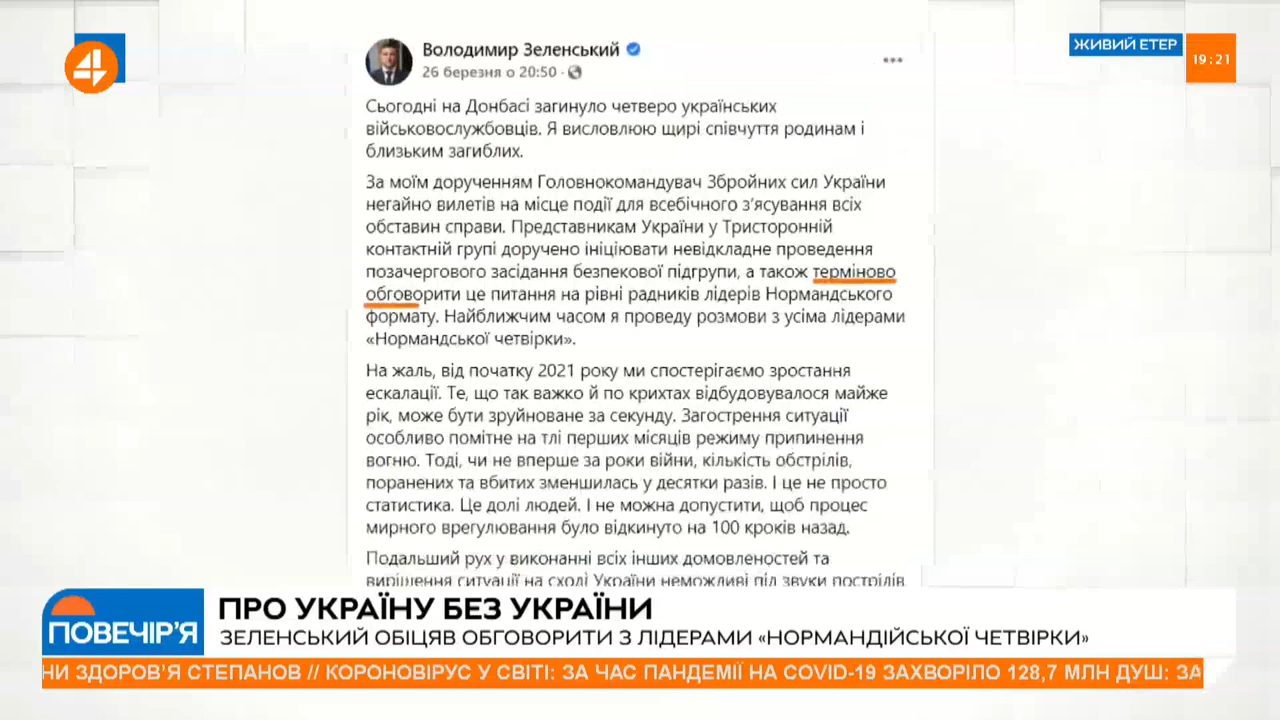 4
ЖИВИЙ ЕТЕР
19:21
Володимир Зеленський
26 березня о 20:50 ·
Сьогодні на Донбасі загинуло четверо українських
військовослужбовців. Я висловлюю щирі співчуття родинам і
близьким загиблих.
За моїм дорученням Головнокомандувач Збройних сил України
негайно вилетів на місце події для всебічного з’ясування всіх
обставин справи. Представникам України у Тристоронній
контактній групі доручено ініціювати невідкладне проведення
позачергового засідання безпекової підгрупи, а також терміново
обговорити це питання на рівні радників лідерів Нормандського
формату. Найближчим часом я проведу розмови з усіма лідерами
«Нормандської четвірки».
На жаль, від початку 2021 року ми спостерігаємо зростання
ескалації. Те, що так важко й по крихтах відбудовувалося майже
рік, може бути зруйноване за секунду. Загострення ситуації
особливо помітне на тлі перших місяців режиму припинення
вогню. Тоді, чи не вперше за роки війни, кількість обстрілів,
поранених та вбитих зменшилась у десятки разів. І це не просто
статистика. Це долі людей. І не можна допустити, щоб процес
мирного врегулювання було відкинуто на 100 кроків назад.
Подальший рух у виконанні всіх інших домовленостей та
вирішення ситуації на сході України неможливі під звуки пострілів
ПОВЕЧІР’Я
ПРО УКРАЇНУ БЕЗ УКРАЇНИ
ЗЕЛЕНСЬКИЙ ОБІЦЯВ ОБГОВОРИТИ З ЛІДЕРАМИ «НОРМАНДІЙСЬКОЇ ЧЕТВІРКИ»
НИ ЗДОРОВ’Я СТЕПАНОВ // КОРОНОВІРУС У СВІТІ: ЗА ЧАС ПАНДЕМІЇ НА COVID-19 ЗАХВОРІЛО 128,7 МЛН ДУШ: ЗА